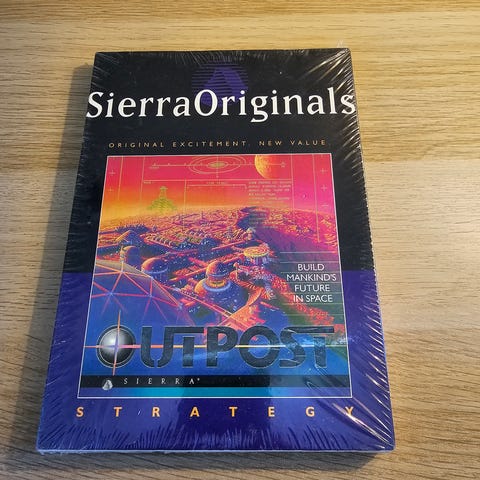 SierraOriginals
ORIGINAL EXCITEMENT, NEW VALUE
BUILD
MANKIND'S
FUTURE
IN SPACE
OUTPOST
SIERRA®
STRATEGY